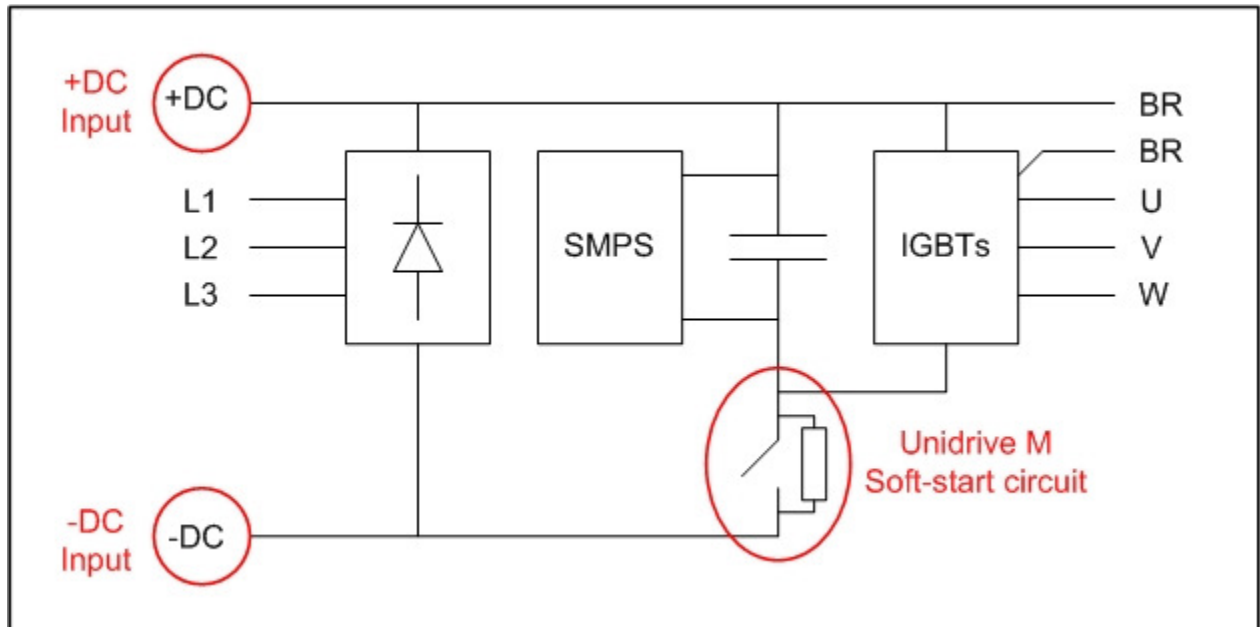 +DC
Input
+DC
BR
BR
L1
L2
L3
SMPS
IGBTs
U
V
W
Unidrive M
Soft-start circuit
-DC
Input
-DC